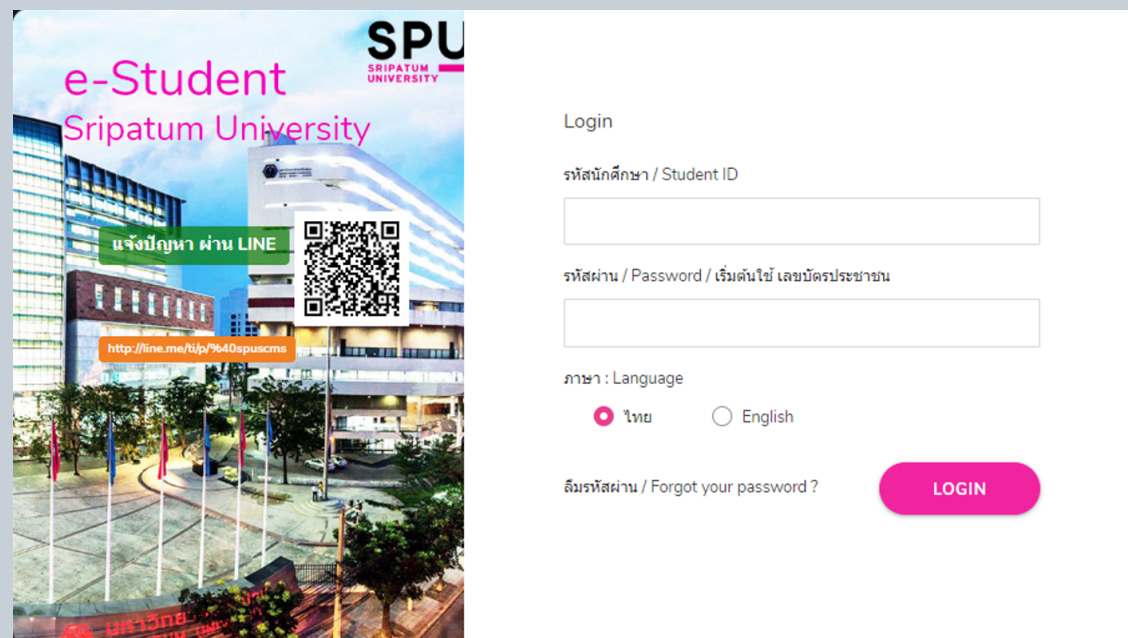 SPU
SRIPATUM
UNIVERSITY
e-Student
Sripatum University
แจ้งปัญหา ผ่าน LINE
http://line.me/ti/p/%40spuscms
Login
รหัสนักศึกษา / Student ID
รหัสผ่าน / Password / เริ่มต้นใช้ เลขบัตรประชาชน
ภาษา : Language
ไทย
English
ลืมรหัสผ่าน / Forgot your password ?
LOGIN